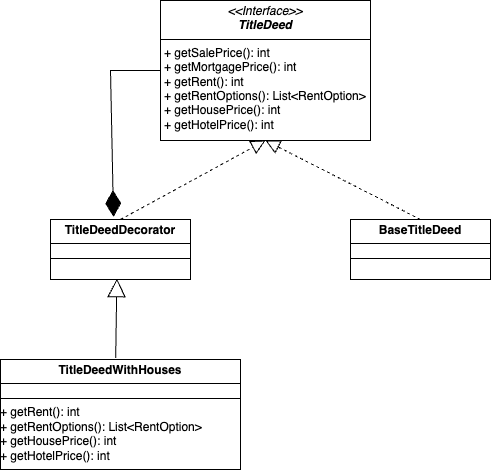 <<Interface>>
TitleDeed
+ getSalePrice(): int
+ getMortgagePrice(): int
+ getRent(): int
+ getRentOptions(): List<RentOption>
+ getHousePrice(): int
+ getHotelPrice(): int
TitleDeedDecorator
BaseTitleDeed
TitleDeedWithHouses
+ getRent(): int
+ getRentOptions(): List<RentOption>
+ getHousePrice(): int
+ getHotelPrice(): int